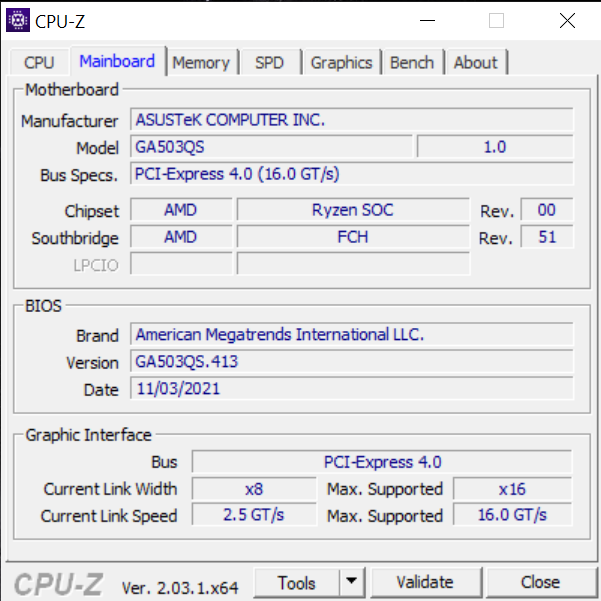 CPU-Z
CPU Mainboard Memory SPD Graphics Bench About
Motherboard
Manufacturer ASUSTeK COMPUTER INC.
Model GA503QS 1.0
Bus Specs. PCI-Express 4.0 (16.0 GT/s)
Chipset AMD Ryzen SOC Rev. 00
Southbridge AMD FCH Rev. 51
LPCIO
BIOS
Brand American Megatrends International LLC.
Version GA503QS.413
Date 11/03/2021
Graphic Interface
Bus PCI-Express 4.0
Current Link Width x8 Max. Supported x16
Current Link Speed 2.5 GT/s Max. Supported 16.0 GT/s
CPU-Z Ver. 2.03.1.x64 Tools Validate Close